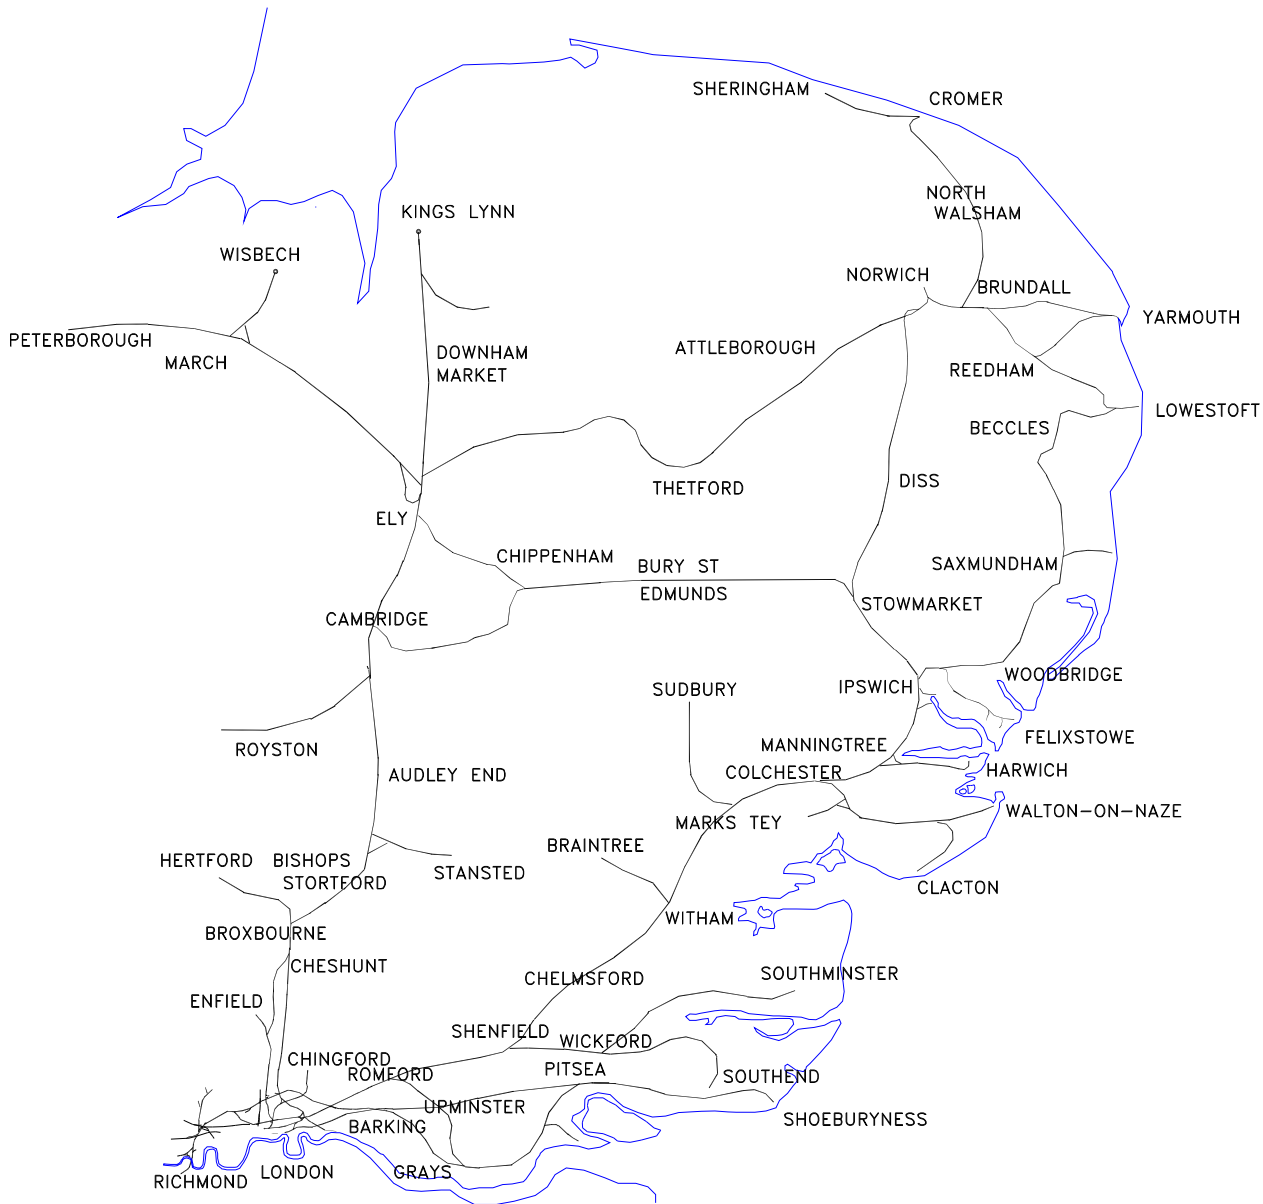 SHERINGHAM
CROMER
NORTH
WALSHAM
KINGS LYNN
WISBECH
NORWICH
BRUNDALL
YARMOUTH
PETERBOROUGH
MARCH
DOWNHAM
MARKET
ATTLEBOROUGH
REEDHAM
LOWESTOFT
BECCLES
THETFORD
DISS
ELY
CHIPPENHAM
BURY ST
EDMUNDS
SAXMUNDHAM
STOWMARKET
CAMBRIDGE
WOODBRIDGE
SUDBURY
IPSWICH
FELIXSTOWE
ROYSTON
MANNINGTREE
AUDLEY END
COLCHESTER
HARWICH
MARKS TEY
WALTON-ON-NAZE
BRAINTREE
HERTFORD
BISHOPS
STORTFORD
STANSTED
CLACTON
WITHAM
BROXBOURNE
CHESHUNT
CHELMSFORD
SOUTHMINSTER
ENFIELD
SHENFIELD
WICKFORD
CHINGFORD
ROMFORD
PITSEA
SOUTHEND
UPMINSTER
SHOEBURYNESS
BARKING
RICHMOND
LONDON
GRAYS